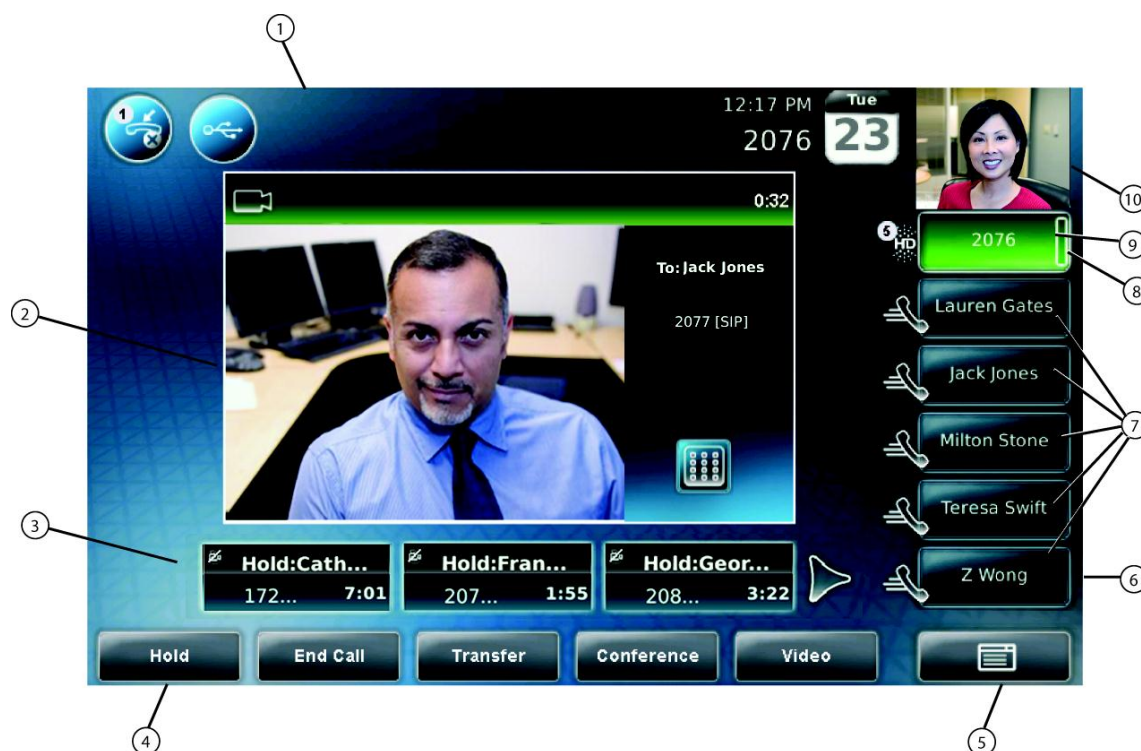 1
1
12:17 PM
2076
Tue
23
10
0:32
5
HD
2076
9
8
To: Jack Jones
2077 [SIP]
2
Lauren Gates
Jack Jones
7
Milton Stone
Teresa Swift
3
Hold:Cath...
172... 7:01
Hold:Fran...
207... 1:55
Hold:Geor...
208... 3:22
Z Wong
6
Hold
End Call
Transfer
Conference
Video
4
5